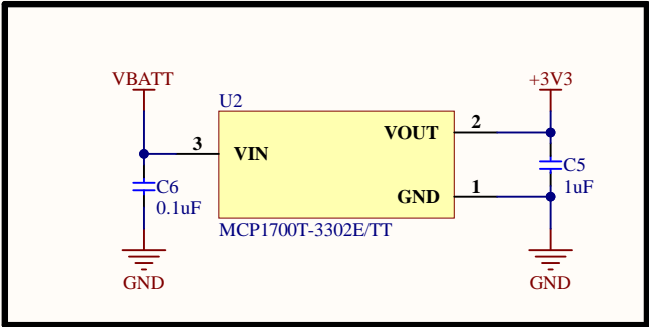 VBATT
+3V3
U2
VOUT 2
3 VIN
C6
0.1uF
C5
1uF
GND 1
MCP1700T-3302E/TT
GND
GND